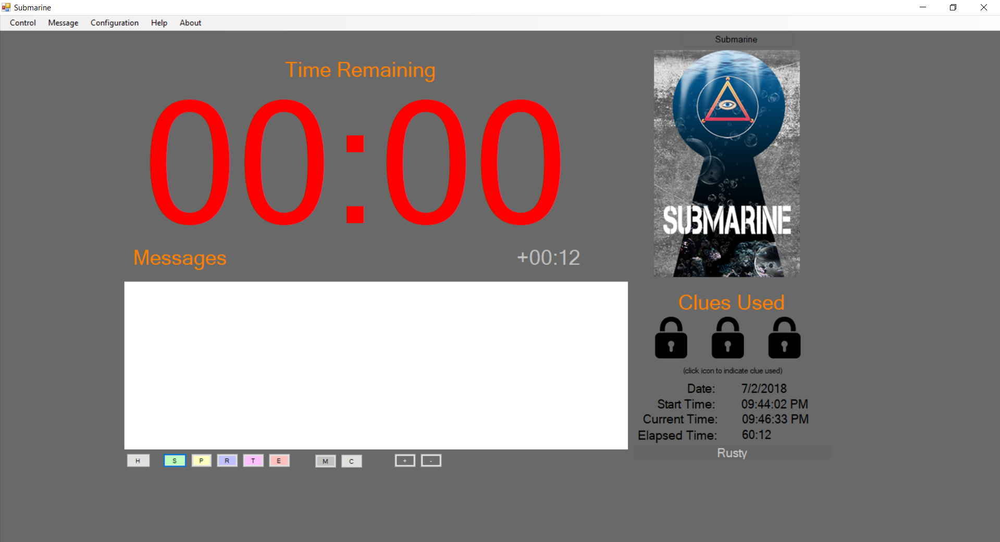 Submarine
Control Message Configuration Help About
Submarine
Time Remaining
00:00
SUBMARINE
Messages +00:12
Clues Used
(click icon to indicate clue used)
Date: 7/2/2018
Start Time: 09:44:02 PM
Current Time: 09:46:33 PM
Elapsed Time: 60:12
Rusty
H S P R T E M C + -